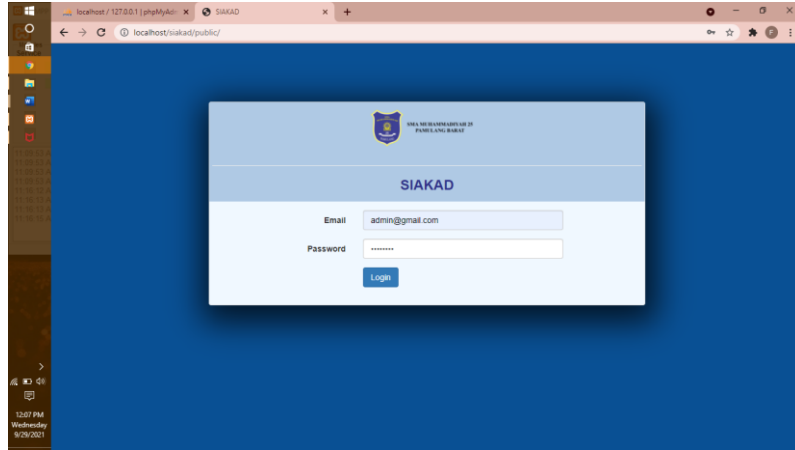 localhost / 127.0.0.1 | phpMyAdm
SIAKAD
localhost/siakad/public/
SMA MUHAMMADIYAH 25
PAMULANG BARAT
SIAKAD
Email
admin@gmail.com
Password
Login
12:07 PM
Wednesday
9/29/2021